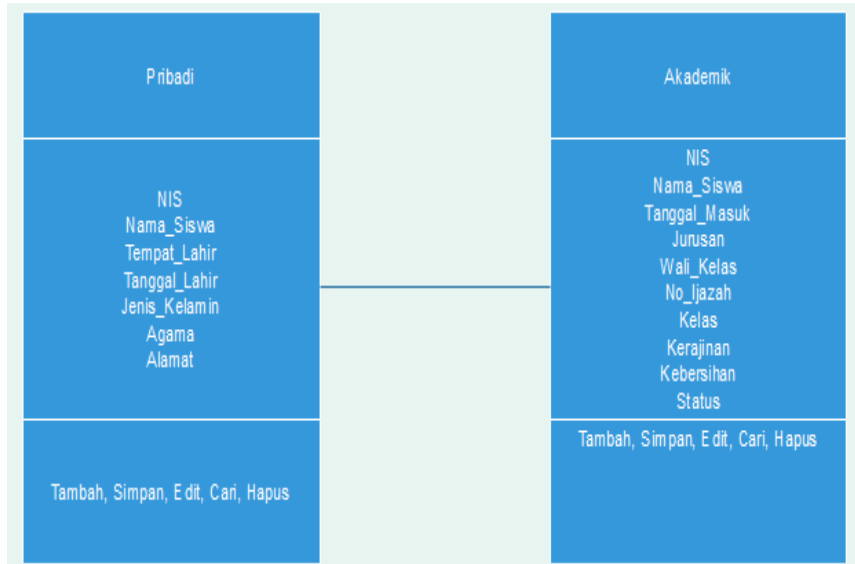 Pribadi
NIS
Nama_Siswa
Tempat_Lahir
Tanggal_Lahir
Jenis_Kelamin
Agama
Alamat
Tambah, Simpan, Edit, Cari, Hapus
Akademik
NIS
Nama_Siswa
Tanggal_Masuk
Jurusan
Wali_Kelas
No_Ijazah
Kelas
Kerajinan
Kebersihan
Status
Tambah, Simpan, Edit, Cari, Hapus